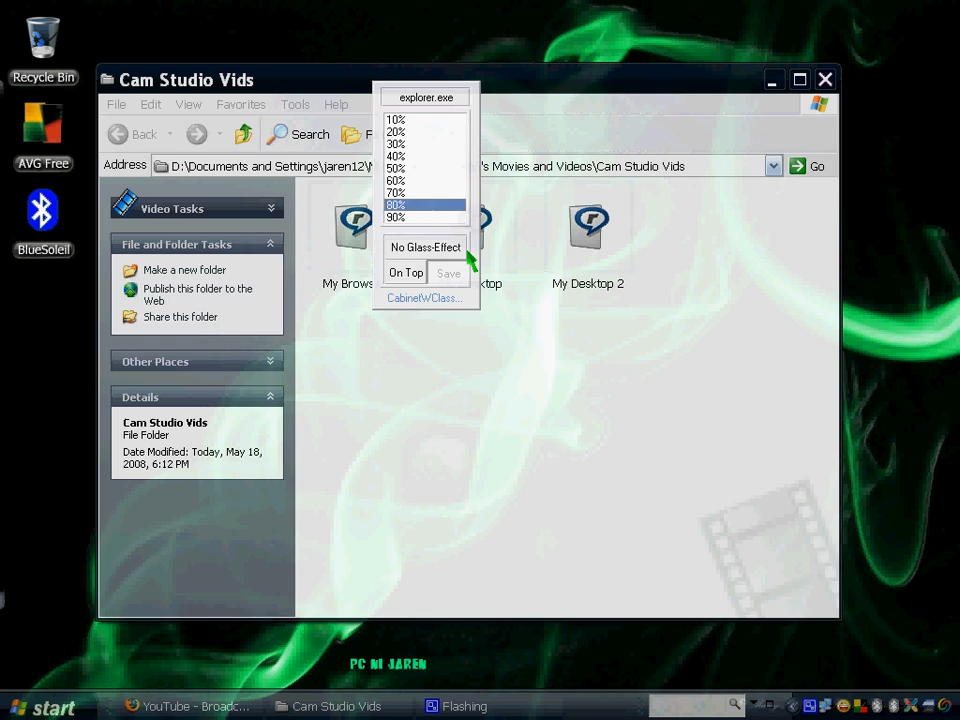 Recycle Bin
AVG Free
BlueSoleil
Cam Studio Vids
File Edit View Favorites Tools Help
Back Search F
Address D:\Documents and Settings\jaren12\ 's Movies and Videos\Cam Studio Vids Go
explorer.exe
10%
20%
30%
40%
50%
60%
70%
80%
90%
No Glass-Effect
On Top Save
CabinetWClass...
Video Tasks
File and Folder Tasks
Make a new folder
Publish this folder to the
Web
Share this folder
Other Places
Details
Cam Studio Vids
File Folder
Date Modified: Today, May 18,
2008, 6:12 PM
My Brows
ktop
My Desktop 2
PC NI JAREN
start YouTube - Broadc... Cam Studio Vids Flashing